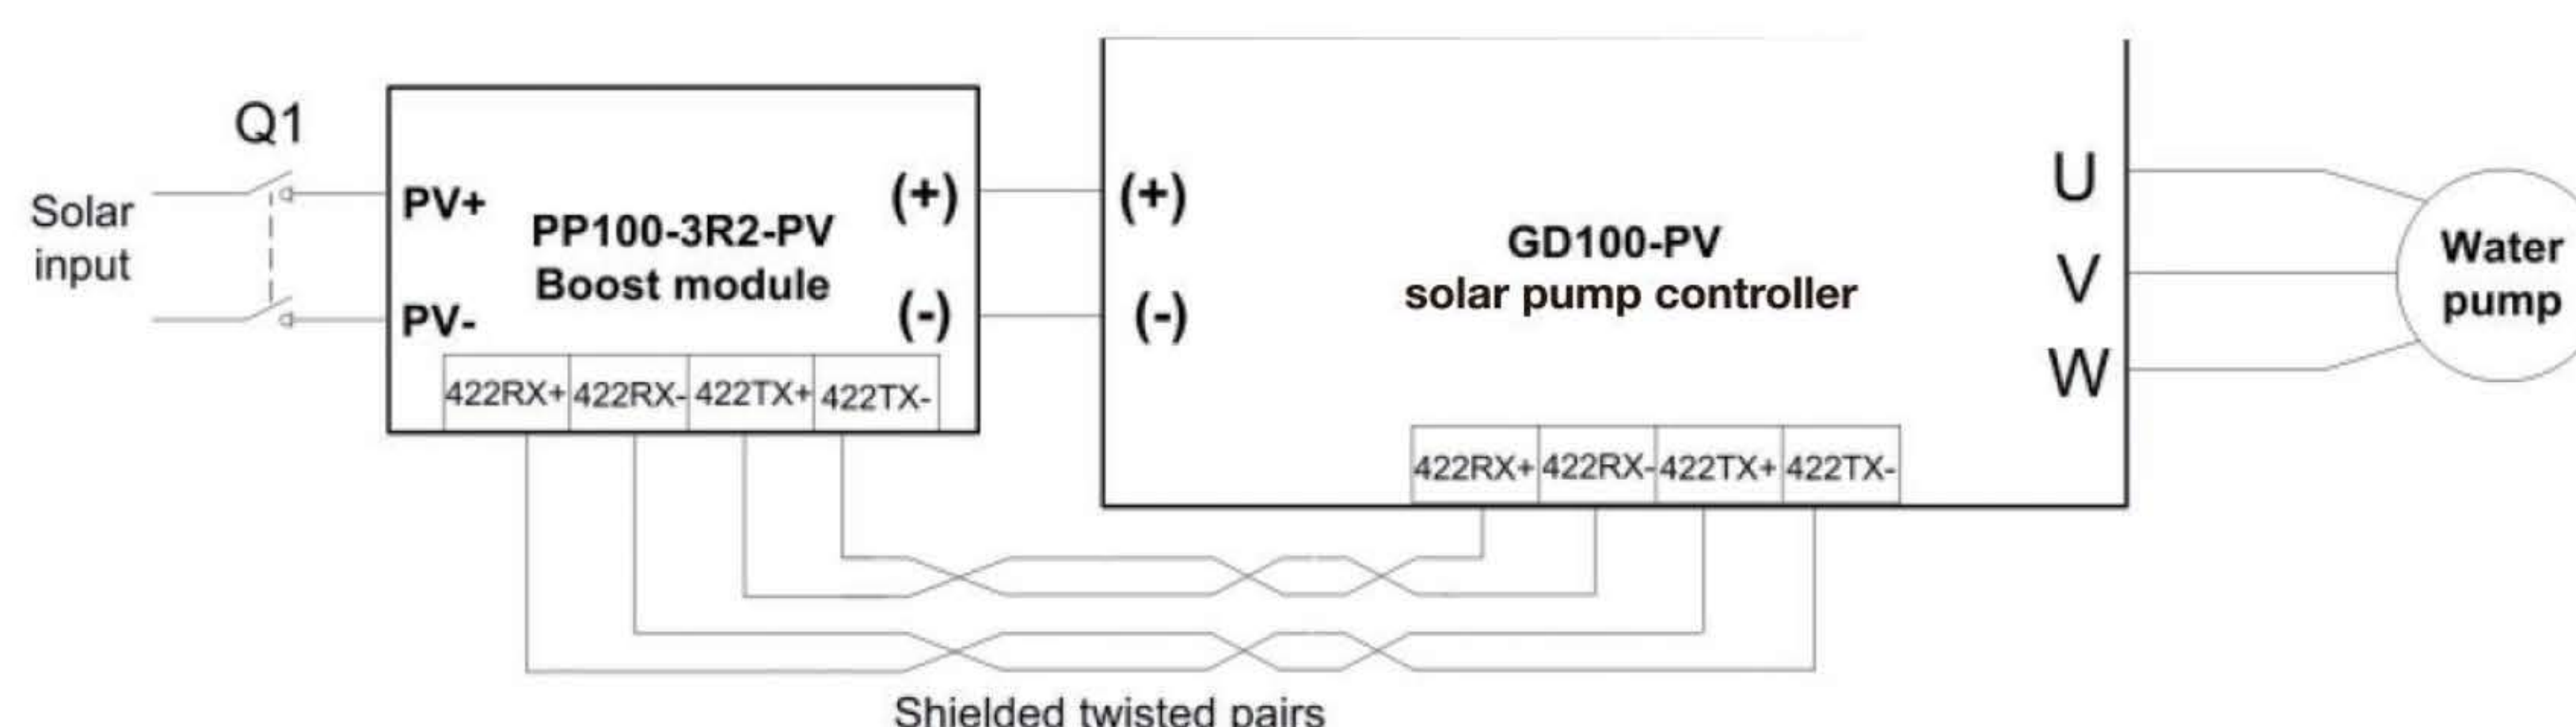 Q1
Solar
input
PV+
PV-
PP100-3R2-PV
Boost module
(+)
(-)
422RX+ 422RX- 422TX+ 422TX-
(+)
(-)
GD100-PV
solar pump controller
U
V
W
422RX+ 422RX- 422TX+ 422TX-
Water
pump
Shielded twisted pairs